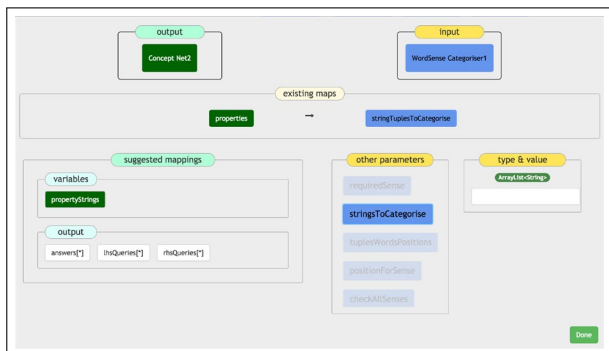 output
input
Concept Net2
WordSense Categoriser1
existing maps
properties → stringTuplesToCategorise
suggested mappings
other parameters
type & value
variables
ArrayList<String>
requiredSense
propertyStrings
stringsToCategorise
output
tuplesWordsPositions
answers[*] lhsQueries[*] rhsQueries[*]
positionForSense
checkAllSenses
Done